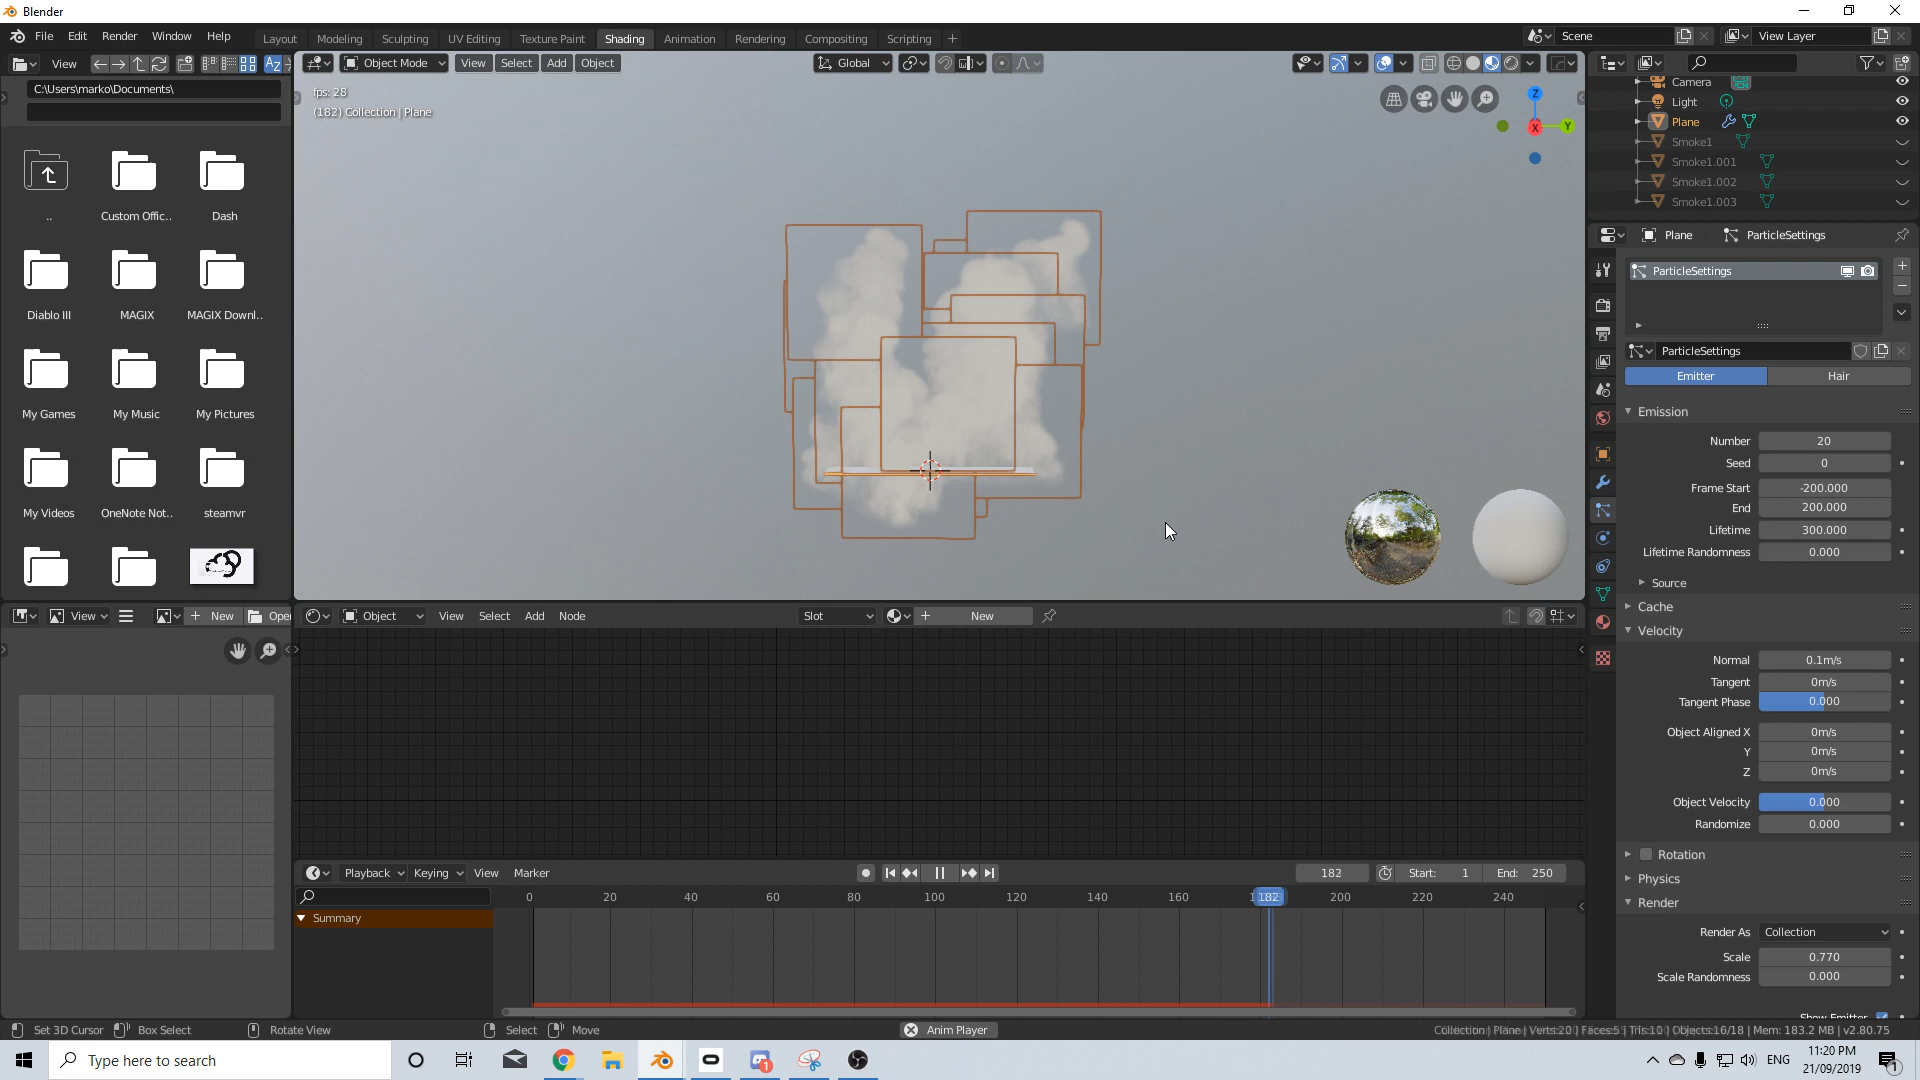 Blender
File Edit Render Window Help
Layout Modeling Sculpting UV Editing Texture Paint Shading Animation Rendering Compositing Scripting
Scene
View Layer
View
C:\Users\marko\Documents\
..
Custom Offic..
Dash
Diablo III
MAGIX
MAGIX Downl..
My Games
My Music
My Pictures
My Videos
OneNote Not..
steamvr
Object Mode View Select Add Object
Global
fps: 28
(182) Collection | Plane
Z
X
Y
Camera
Light
Plane
Smoke1
Smoke1.001
Smoke1.002
Smoke1.003
Plane ParticleSettings
ParticleSettings
ParticleSettings
Emitter Hair
Emission
Number 20
Seed 0
Frame Start -200.000
End 200.000
Lifetime 300.000
Lifetime Randomness 0.000
Source
Cache
Velocity
Normal 0.1m/s
Tangent 0m/s
Tangent Phase 0.000
Object Aligned X 0m/s
Y 0m/s
Z 0m/s
Object Velocity 0.000
Randomize 0.000
Rotation
Physics
Render
Render As Collection
Scale 0.770
Scale Randomness 0.000
Show Emitter
View New Open
Object View Select Add Node Slot New
Playback Keying View Marker
182 Start: 1 End: 250
0 20 40 60 80 100 120 140 160 182 200 220 240
Summary
Set 3D Cursor Box Select Rotate View Select Move Anim Player
Collection | Plane | Verts:20 | Faces:5 | Tris:10 | Objects:16/18 | Mem: 183.2 MB | v2.80.75
Type here to search
1
ENG
11:20 PM
21/09/2019
1